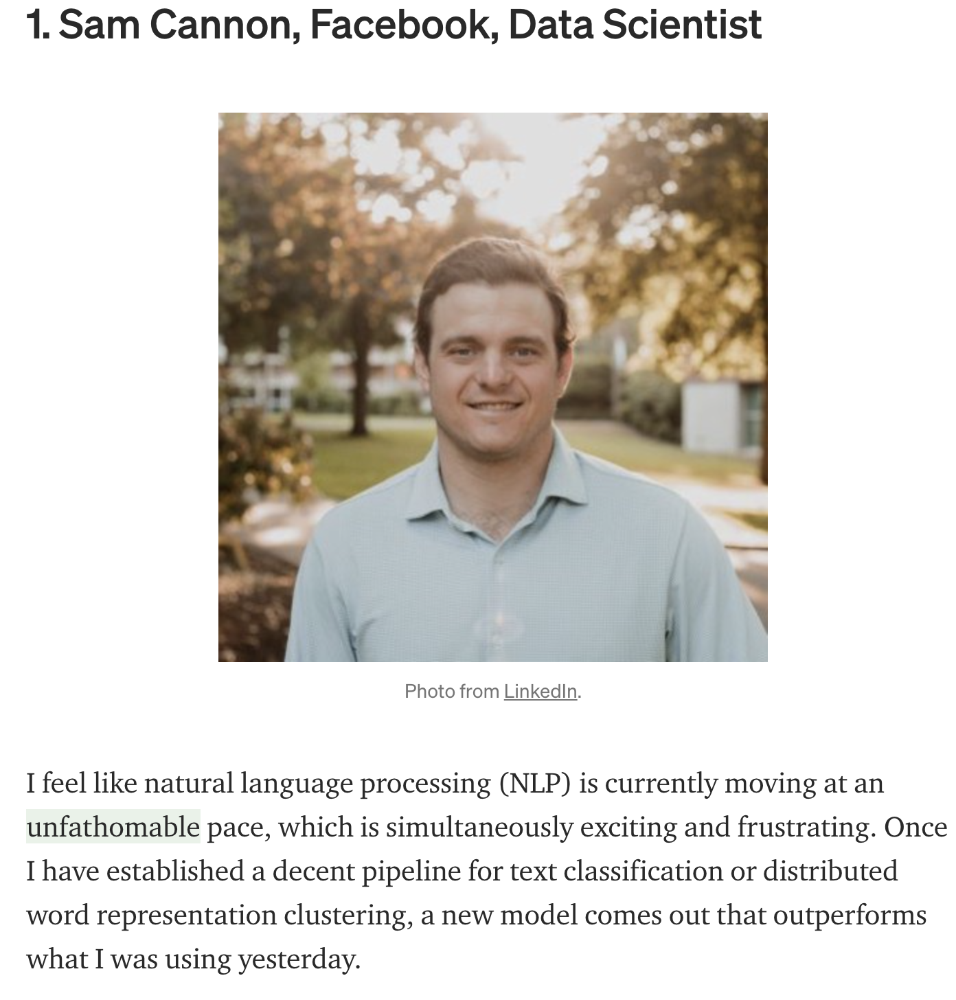 1. Sam Cannon, Facebook, Data Scientist
Photo from LinkedIn.
I feel like natural language processing (NLP) is currently moving at an
unfathomable pace, which is simultaneously exciting and frustrating. Once
I have established a decent pipeline for text classification or distributed
word representation clustering, a new model comes out that outperforms
what I was using yesterday.